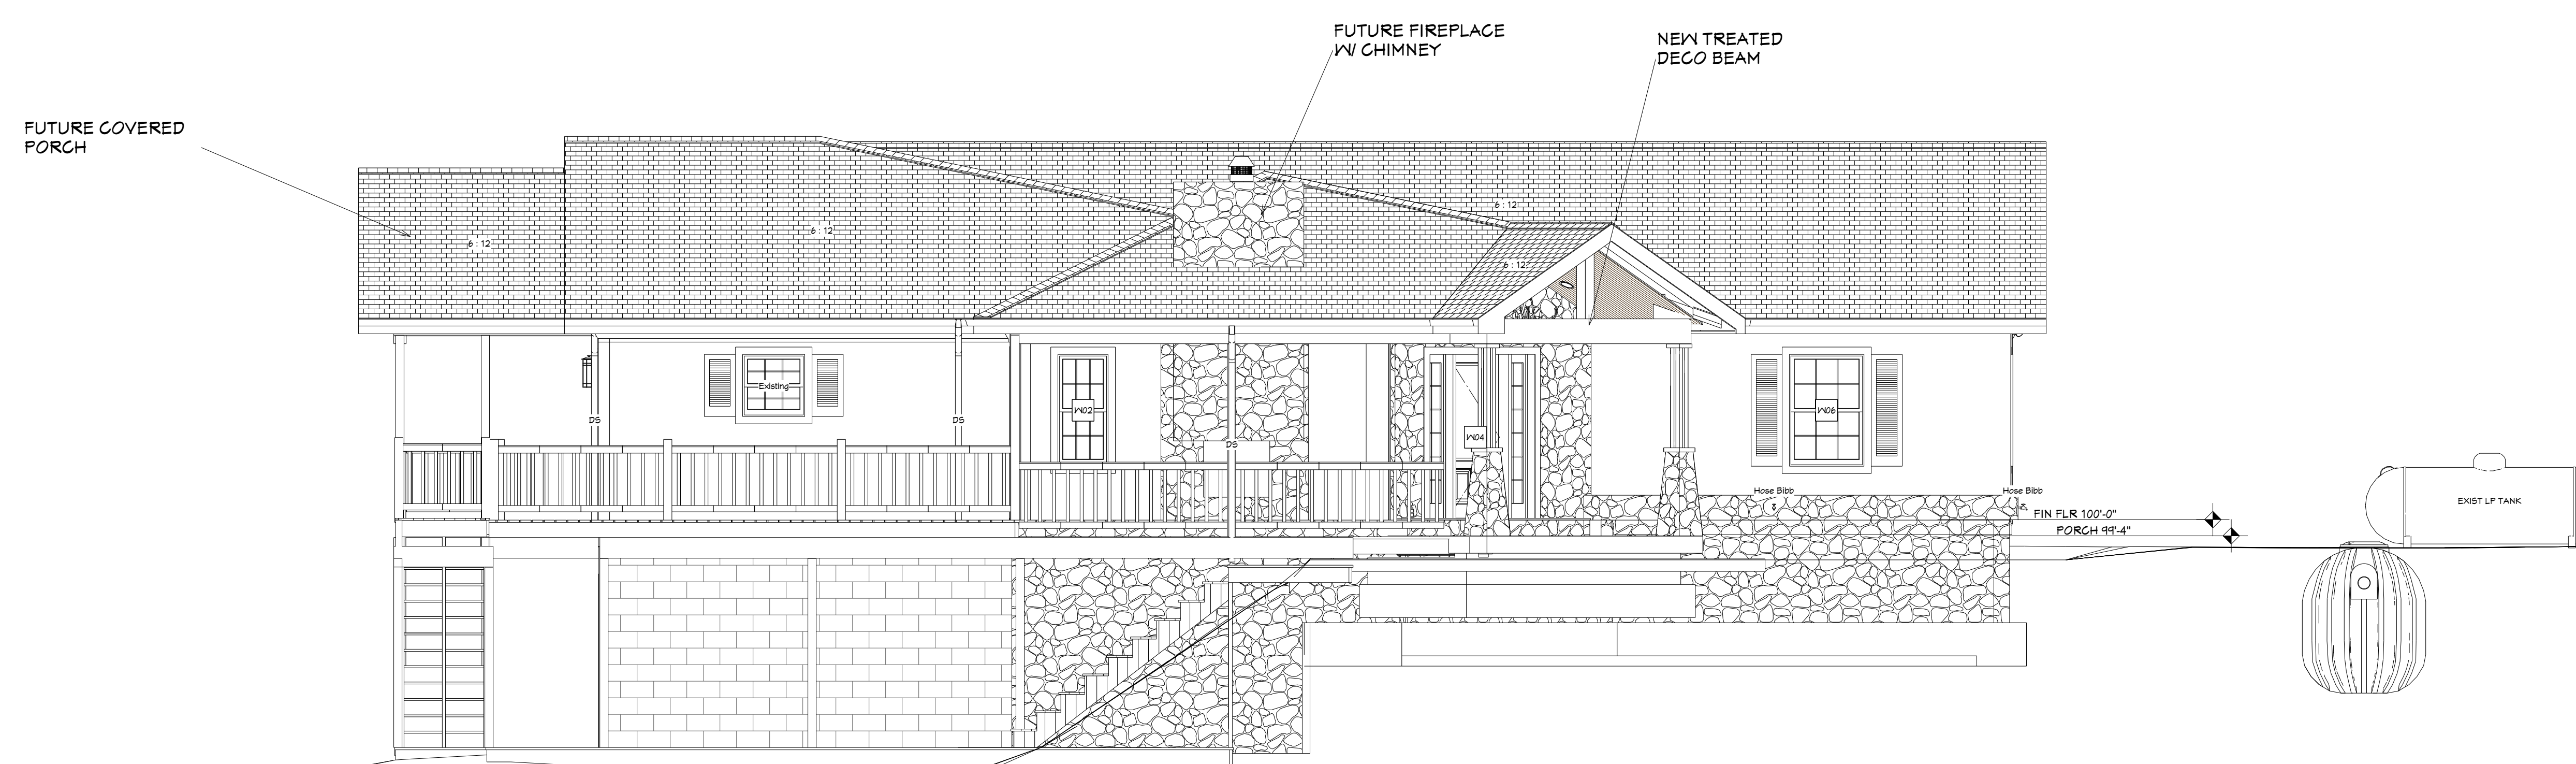 FUTURE FIREPLACE
W/ CHIMNEY
NEW TREATED
DECO BEAM
FUTURE COVERED
PORCH
6 : 12
6 : 12
6 : 12
6 : 12
Existing
W02
W06
DS
DS
DS
W04
Hose Bibb
Hose Bibb
EXIST LP TANK
FIN FLR 100'-0"
PORCH 99'-4"